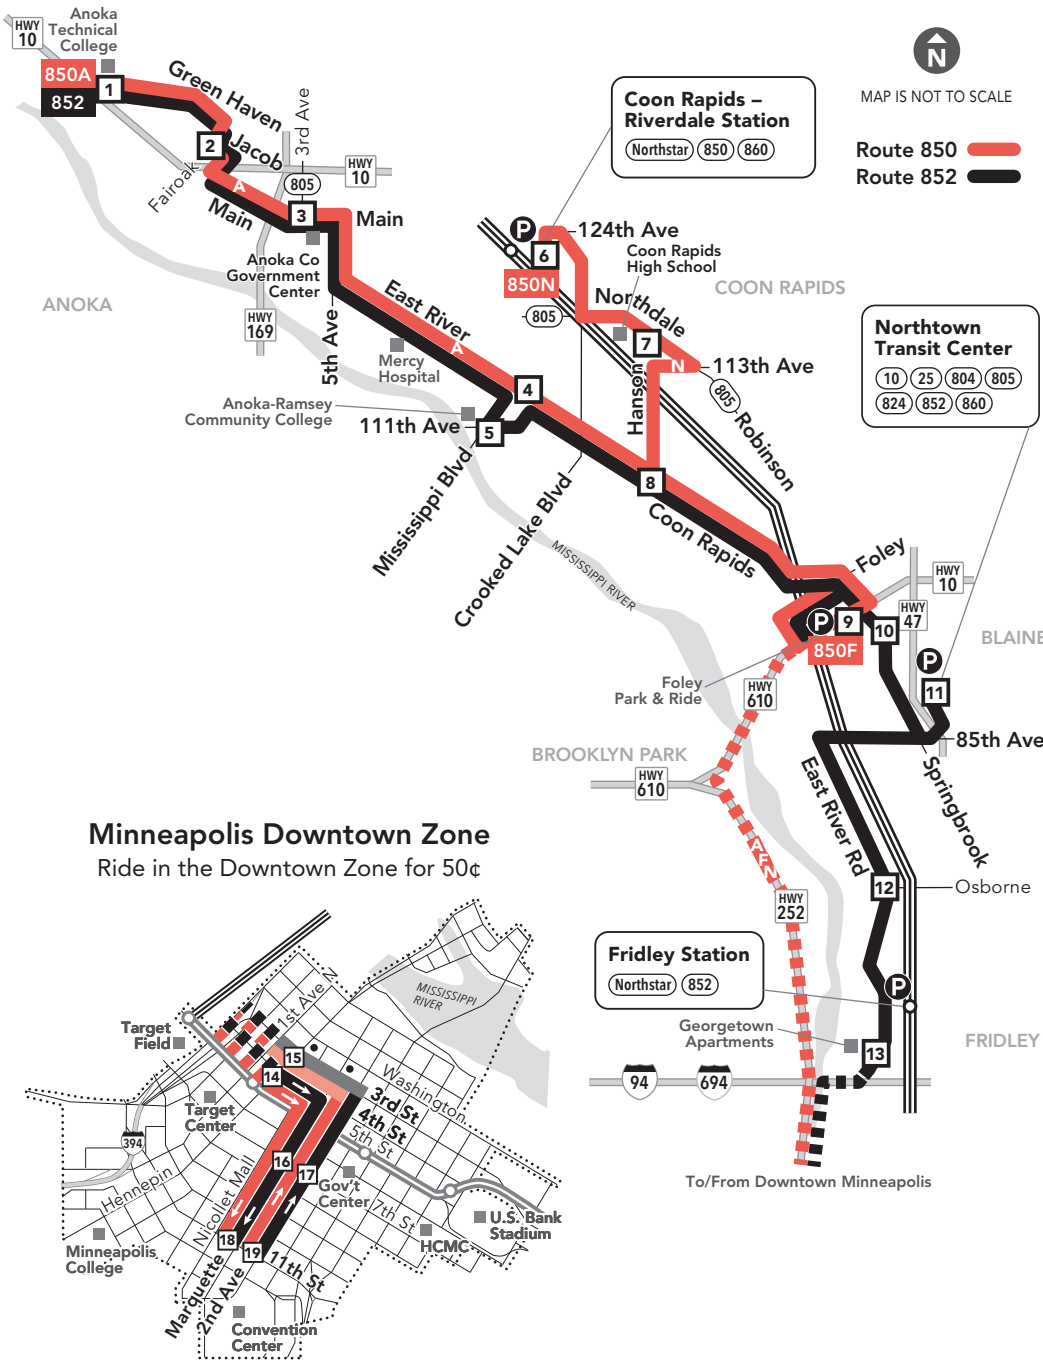 Anoka
Technical
College
HWY
10
850A
852
1
Green Haven
Jacob
2
Fairoak
3rd Ave
HWY
10
805
A
Main
3
Main
Anoka Co
Government
Center
ANOKA
HWY
169
5th Ave
East River
A
Mercy
Hospital
Anoka-Ramsey
Community College
111th Ave
4
5
Mississippi Blvd
Crooked Lake Blvd
MISSISSIPPI RIVER
Coon Rapids –
Riverdale Station
Northstar 850 860
N
MAP IS NOT TO SCALE
Route 850
Route 852
P
124th Ave
6
850N
805
Coon Rapids
High School
COON RAPIDS
Northdale
7
N
113th Ave
805
Hanson
Robinson
8
Coon Rapids
Northtown
Transit Center
10 25 804 805
824 852 860
Foley
HWY
10
HWY
47
P
9
10
850F
BLAINE
P
11
Foley
Park & Ride
HWY
610
85th Ave
BROOKLYN PARK
HWY
610
Springbrook
East River Rd
A
F
N
HWY
252
12
Osborne
Fridley Station
Northstar 852
P
Georgetown
Apartments
FRIDLEY
13
94
694
To/From Downtown Minneapolis
Minneapolis Downtown Zone
Ride in the Downtown Zone for 50¢
MISSISSIPPI
RIVER
1st Ave N
Target
Field
15
14
Washington
3rd St
4th St
5th St
Target
Center
394
Hennepin
Nicollet Mall
16
17
Gov't
Center
7th St
U.S. Bank
Stadium
HCMC
Minneapolis
College
18
19
11th St
Marquette
2nd Ave
Convention
Center